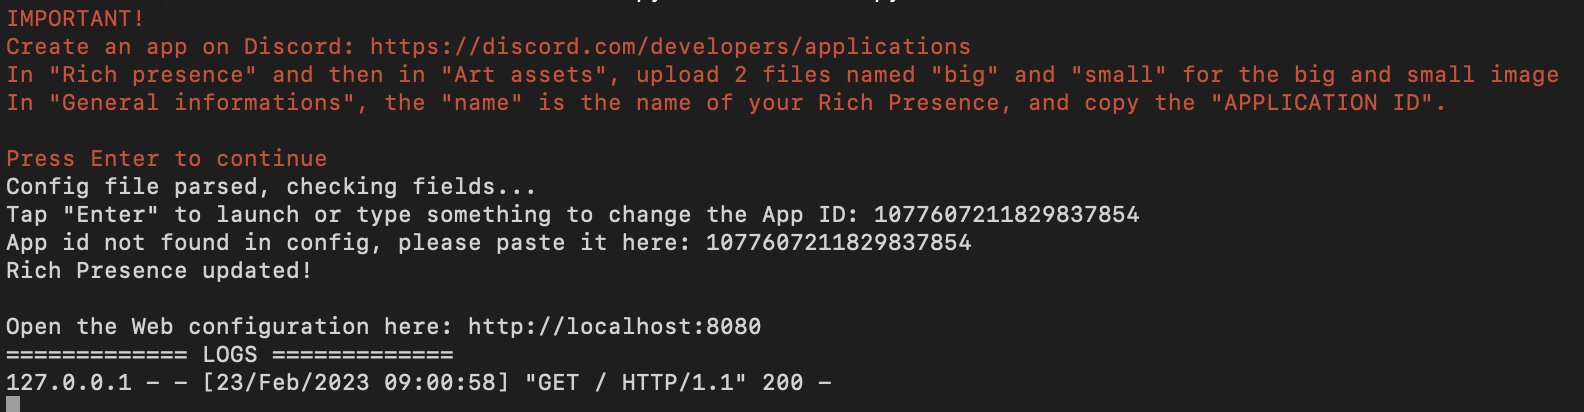 IMPORTANT!
Create an app on Discord: https://discord.com/developers/applications
In "Rich presence" and then in "Art assets", upload 2 files named "big" and "small" for the big and small image
In "General informations", the "name" is the name of your Rich Presence, and copy the "APPLICATION ID".
Press Enter to continue
Config file parsed, checking fields...
Tap "Enter" to launch or type something to change the App ID: 1077607211829837854
App id not found in config, please paste it here: 1077607211829837854
Rich Presence updated!
Open the Web configuration here: http://localhost:8080
============= LOGS =============
127.0.0.1 - - [23/Feb/2023 09:00:58] "GET / HTTP/1.1" 200 -